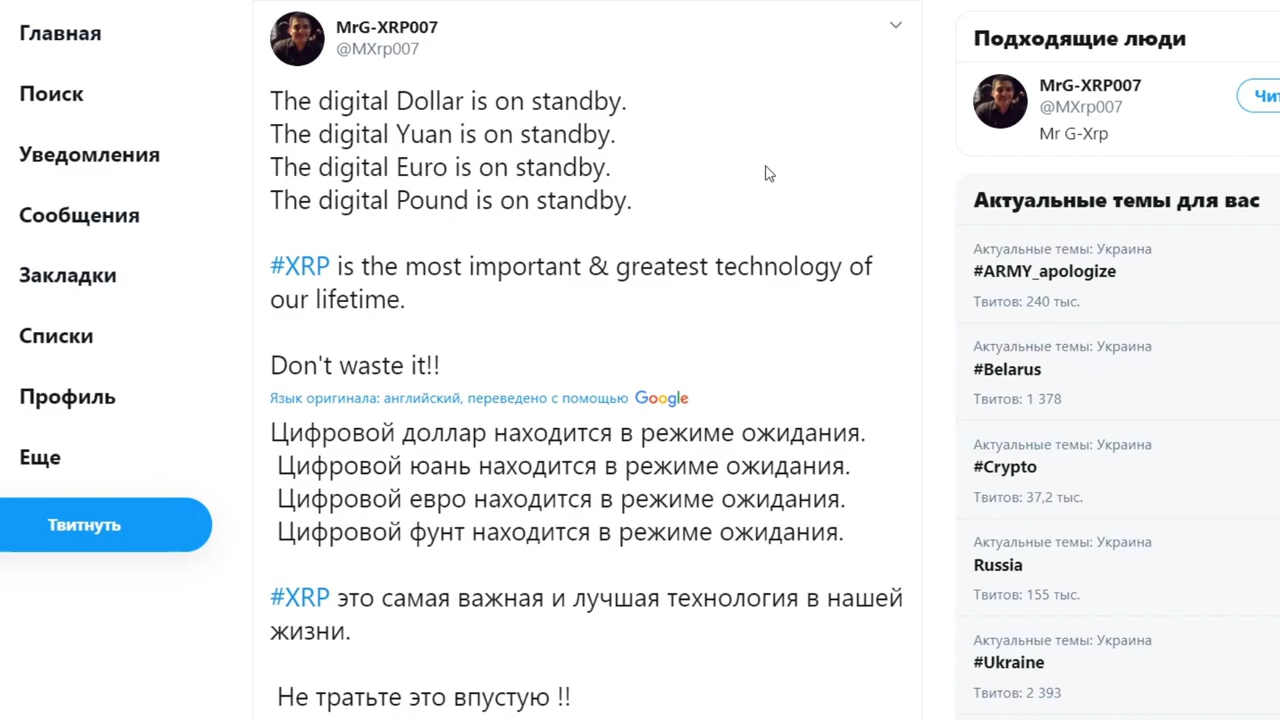 Главная
Поиск
Уведомления
Сообщения
Закладки
Списки
Профиль
Еще
Твитнуть
MrG-XRP007
@MXrp007
The digital Dollar is on standby.
The digital Yuan is on standby.
The digital Euro is on standby.
The digital Pound is on standby.
#XRP is the most important & greatest technology of
our lifetime.
Don't waste it!!
Язык оригинала: английский, переведено с помощью Google
Цифровой доллар находится в режиме ожидания.
Цифровой юань находится в режиме ожидания.
Цифровой евро находится в режиме ожидания.
Цифровой фунт находится в режиме ожидания.
#XRP это самая важная и лучшая технология в нашей
жизни.
Не тратьте это впустую !!
Подходящие люди
MrG-XRP007
@MXrp007
Mr G-Xrp
Актуальные темы для вас
Актуальные темы: Украина
#ARMY_apologize
Твитов: 240 тыс.
Актуальные темы: Украина
#Belarus
Твитов: 1 378
Актуальные темы: Украина
#Crypto
Твитов: 37,2 тыс.
Актуальные темы: Украина
Russia
Твитов: 155 тыс.
Актуальные темы: Украина
#Ukraine
Твитов: 2 393